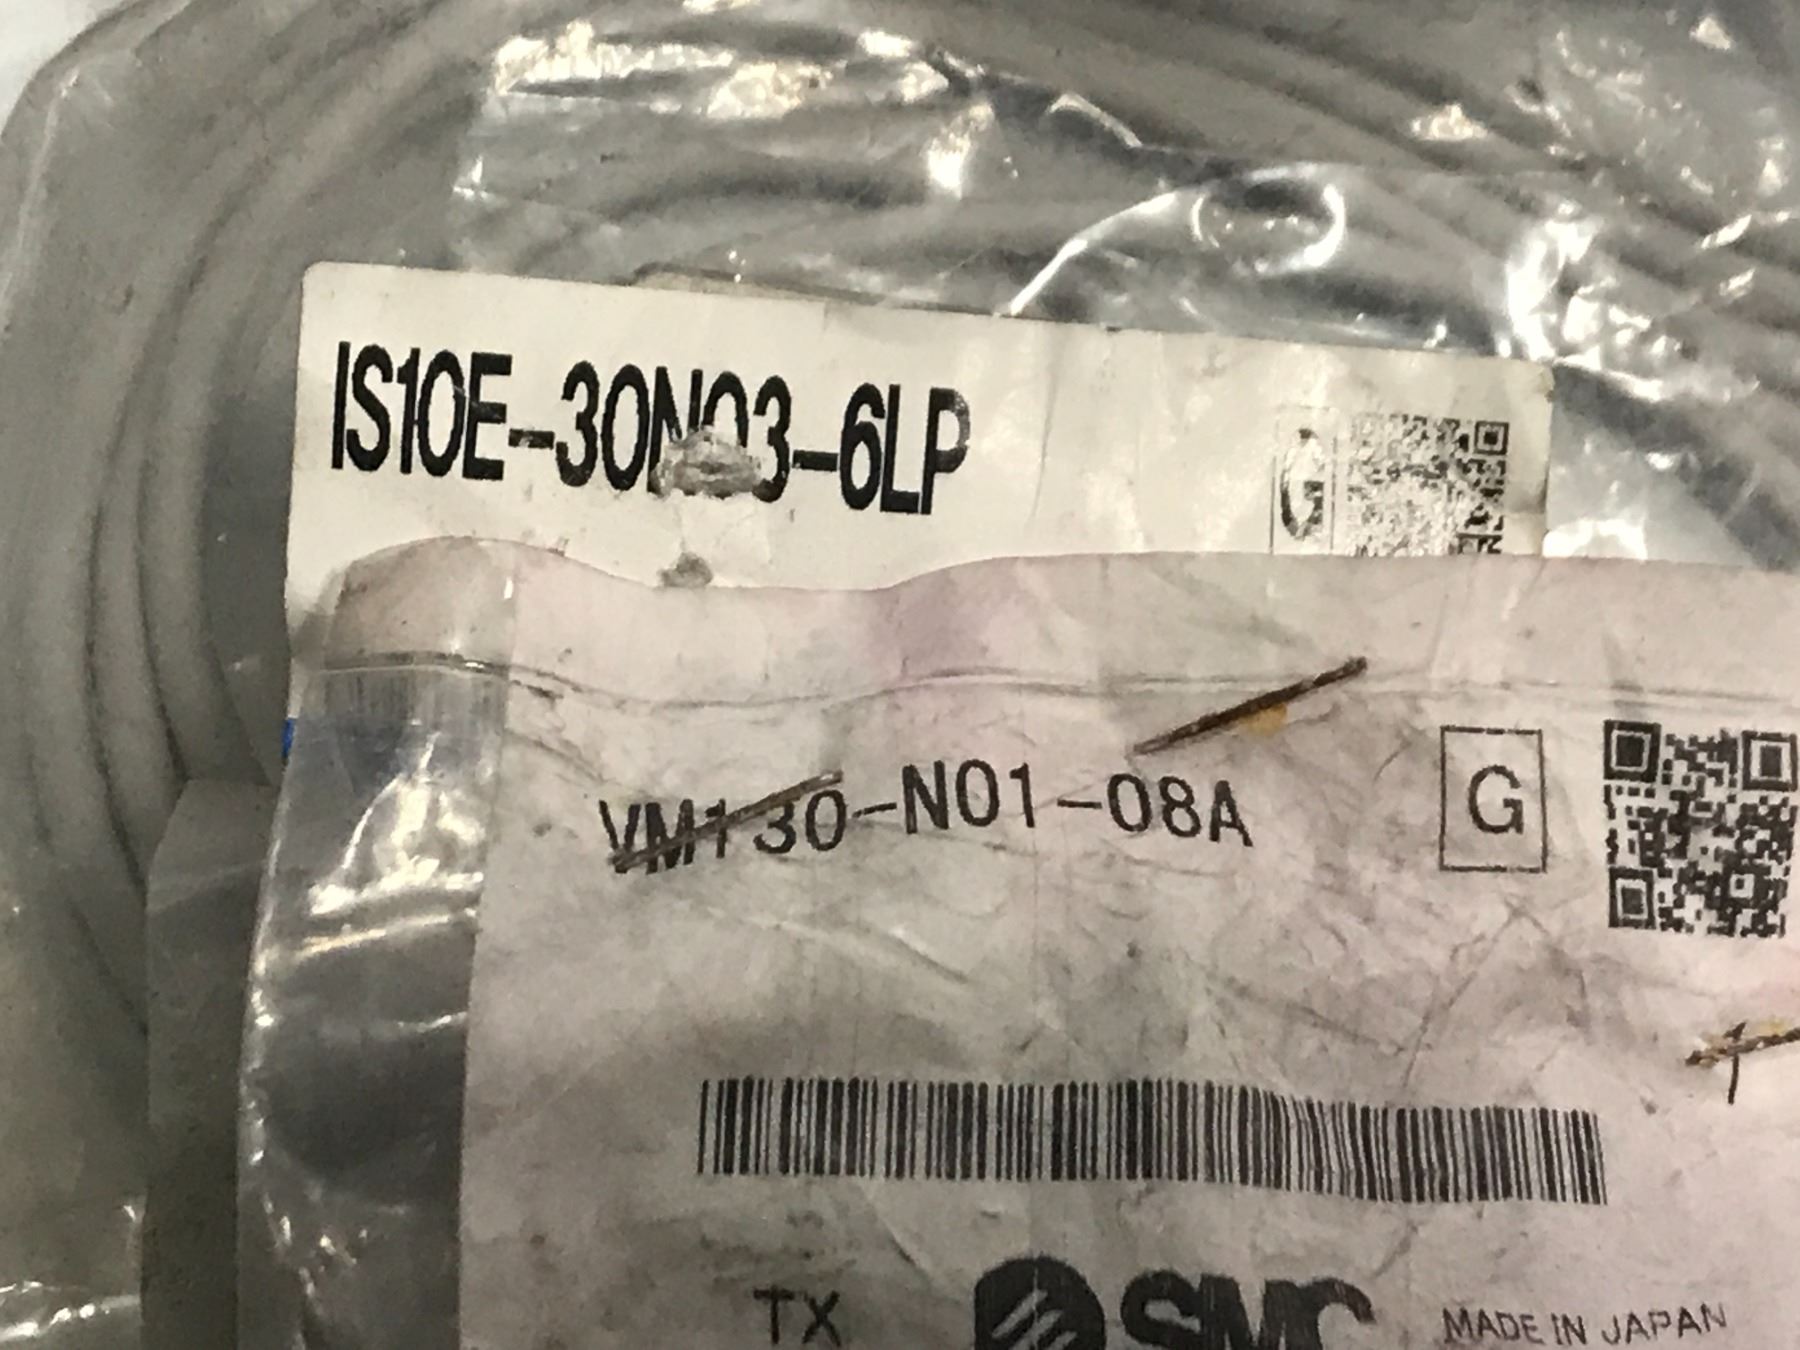 IS10E-30N03-6LP
G
VM130-N01-08A
G
TX
SMC
MADE IN JAPAN